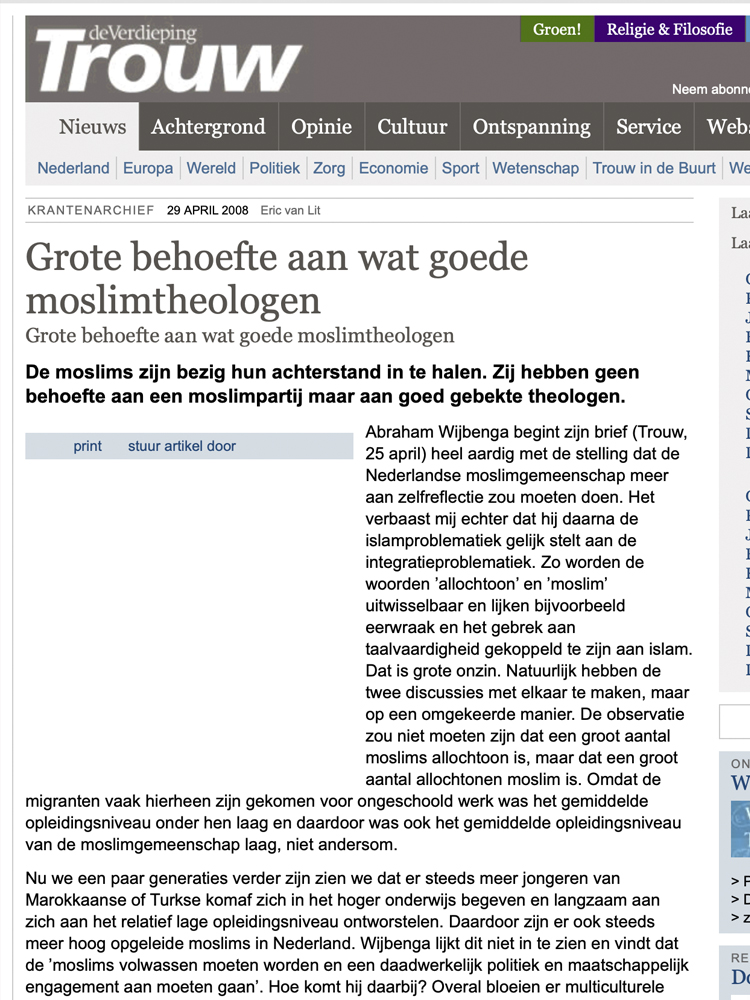 deVerdieping
Trouw
Groen!
Religie & Filosofie
Neem
Nieuws
Achtergrond
Opinie
Cultuur
Ontspanning
Service
Nederland
Europa
Wereld
Politiek
Zorg
Economie
Sport
Wetenschap
Trouw in de Buurt
KRANTENARCHIEF 29 APRIL 2008 Eric van Lit
Grote behoefte aan wat goede
moslimtheologen
Grote behoefte aan wat goede moslimtheologen
De moslims zijn bezig hun achterstand in te halen. Zij hebben geen
behoefte aan een moslimpartij maar aan goed gebekte theologen.
print
stuur artikel door
Abraham Wijbenga begint zijn brief (Trouw,
25 april) heel aardig met de stelling dat de
Nederlandse moslimgemeenschap meer
aan zelfreflectie zou moeten doen. Het
verbaast mij echter dat hij daarna de
islamproblematiek gelijk stelt aan de
integratieproblematiek. Zo worden de
woorden ’allochtoon’ en ’moslim’
uitwisselbaar en lijken bijvoorbeeld
eerwraak en het gebrek aan
taalvaardigheid gekoppeld te zijn aan islam.
Dat is grote onzin. Natuurlijk hebben de
twee discussies met elkaar te maken, maar
op een omgekeerde manier. De observatie
zou niet moeten zijn dat een groot aantal
moslims allochtoon is, maar dat een groot
aantal allochtonen moslim is. Omdat de
migranten vaak hierheen zijn gekomen voor ongeschoold werk was het gemiddelde
opleidingsniveau onder hen laag en daardoor was ook het gemiddelde opleidingsniveau
van de moslimgemeenschap laag, niet andersom.
Nu we een paar generaties verder zijn zien we dat er steeds meer jongeren van
Marokkaanse of Turkse komaf zich in het hoger onderwijs begeven en langzaam aan
zich aan het relatief lage opleidingsniveau ontworstelen. Daardoor zijn er ook steeds
meer hoog opgeleide moslims in Nederland. Wijbenga lijkt dit niet in te zien en vindt dat
de ’moslims volwassen moeten worden en een daadwerkelijk politiek en maatschappelijk
engagement aan moeten gaan’. Hoe komt hij daarbij? Overal bloeien er multiculturele